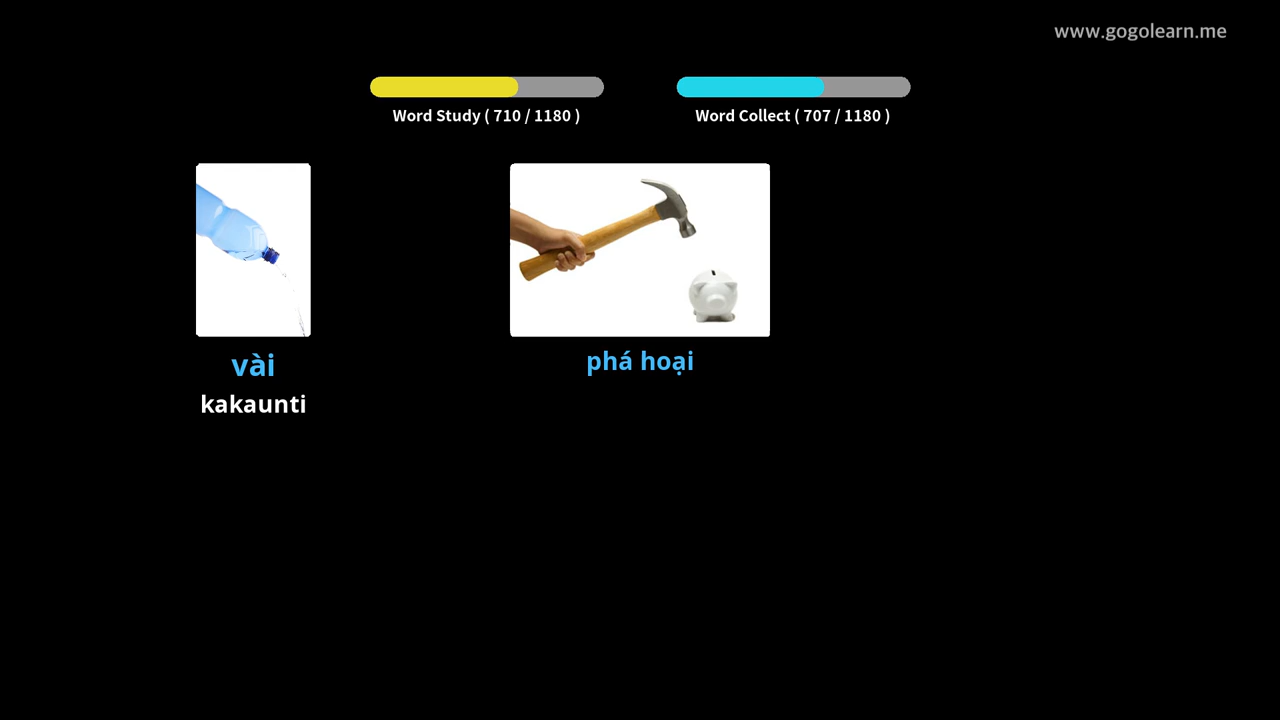 www.gogolearn.me
Word Study ( 710 / 1180 )
Word Collect ( 707 / 1180 )
vài
kakaunti
phá hoại